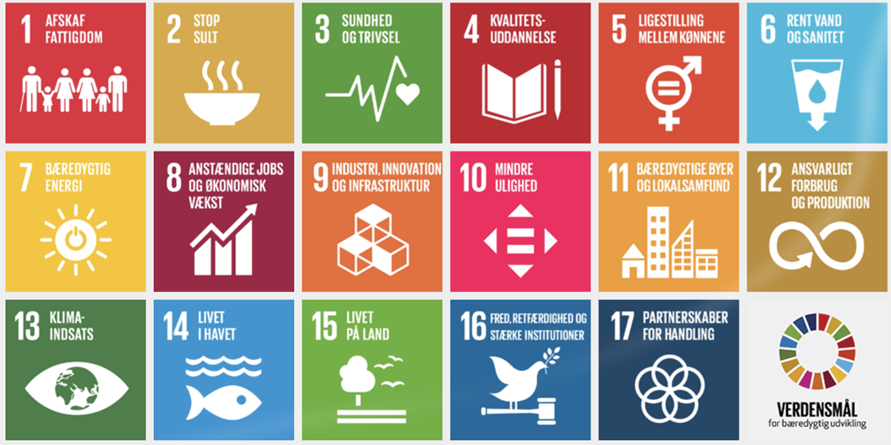 1 AFSKAF
FATTIGDOM
2 STOP
SULT
3 SUNDHED
OG TRIVSEL
4 KVALITETS-
UDDANNELSE
5 LIGESTILLING
MELLEM KØNNENE
6 RENT VAND
OG SANITET
7 BÆREDYGTIG
ENERGI
8 ANSTÆNDIGE JOBS
OG ØKONOMISK
VÆKST
9 INDUSTRI, INNOVATION
OG INFRASTRUKTUR
10 MINDRE
ULIGHED
11 BÆREDYGTIGE BYER
OG LOKALSAMFUND
12 ANSVARLIGT
FORBRUG
OG PRODUKTION
13 KLIMA-
INDSATS
14 LIVET
I HAVET
15 LIVET
PÅ LAND
16 FRED, RETFÆRDIGHED OG
STÆRKE INSTITUTIONER
17 PARTNERSKABER
FOR HANDLING
VERDENSMÅL
for bæredygtig udvikling